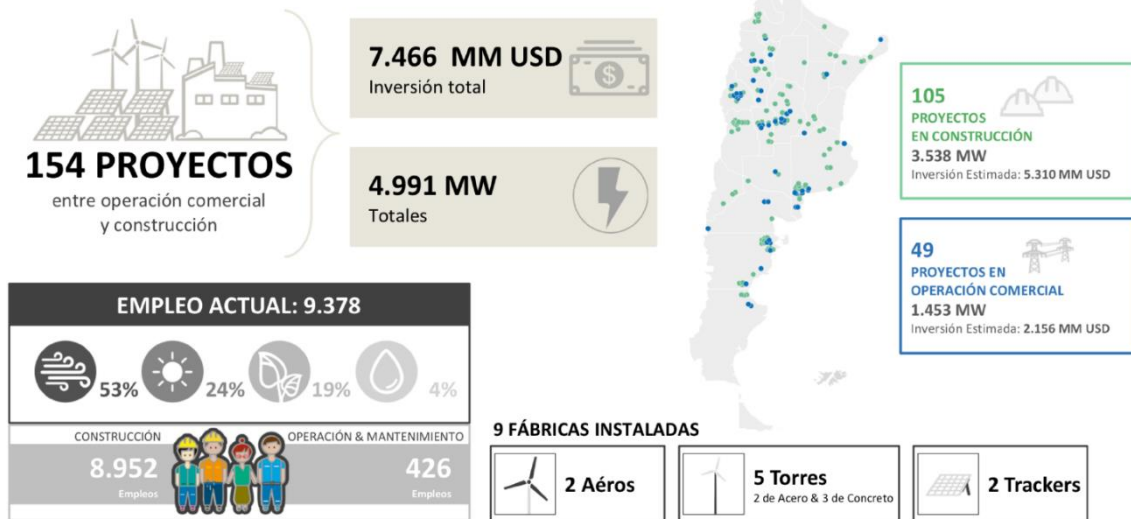 154 PROYECTOS
entre operación comercial
y construcción
7.466 MM USD
Inversión total
$
4.991 MW
Totales
105
PROYECTOS
EN CONSTRUCCIÓN
3.538 MW
Inversión Estimada: 5.310 MM USD
49
PROYECTOS EN
OPERACIÓN COMERCIAL
1.453 MW
Inversión Estimada: 2.156 MM USD
EMPLEO ACTUAL: 9.378
53%
24%
19%
4%
CONSTRUCCIÓN
8.952
Empleos
OPERACIÓN & MANTENIMIENTO
426
Empleos
9 FÁBRICAS INSTALADAS
2 Aéros
5 Torres
2 de Acero & 3 de Concreto
2 Trackers